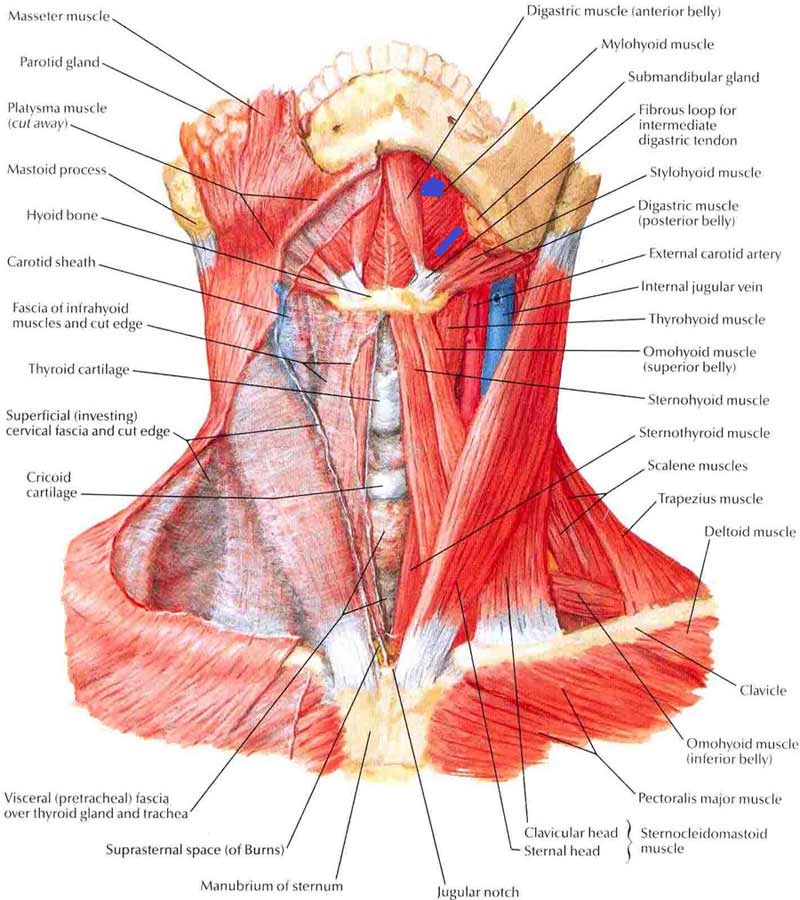 Masseter muscle
Parotid gland
Platysma muscle
(cut away)
Mastoid process
Hyoid bone
Carotid sheath
Fascia of infrahyoid
muscles and cut edge
Thyroid cartilage
Superficial (investing)
cervical fascia and cut edge
Cricoid
cartilage
Visceral (pretracheal) fascia
over thyroid gland and trachea
Suprasternal space (of Burns)
Manubrium of sternum
Jugular notch
Digastric muscle (anterior belly)
Mylohyoid muscle
Submandibular gland
Fibrous loop for
intermediate
digastric tendon
Stylohyoid muscle
Digastric muscle
(posterior belly)
External carotid artery
Internal jugular vein
Thyrohyoid muscle
Omohyoid muscle
(superior belly)
Sternohyoid muscle
Sternothyroid muscle
Scalene muscles
Trapezius muscle
Deltoid muscle
Clavicle
Omohyoid muscle
(inferior belly)
Pectoralis major muscle
Clavicular head
Sternal head
Sternocleidomastoid
muscle